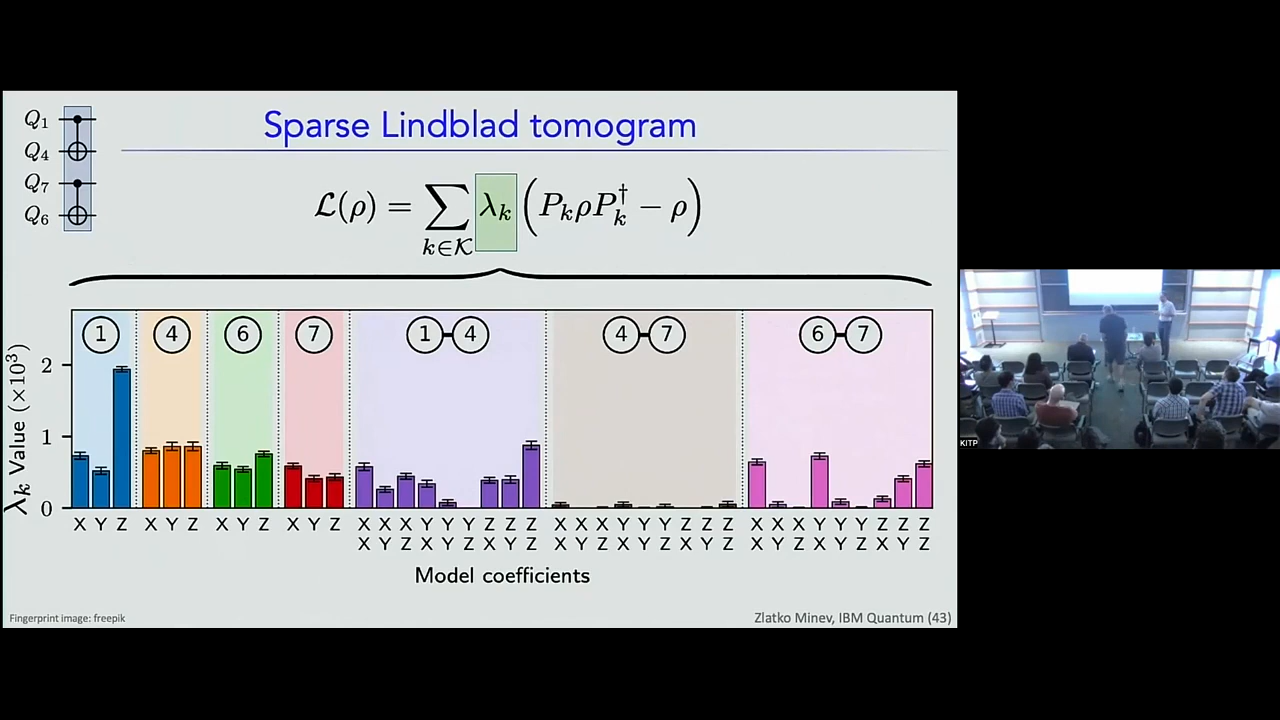 Sparse Lindblad tomogram
Q₁
Q₄
Q₇
Q₆
ℒ(ρ) = ∑ λₖ (PₖρPₖ† − ρ)
k∈𝒦
λₖ Value (×10³)
2
1
0
1 4 6 7 1 4 4 7 6 7
X Y Z X Y Z X Y Z X Y Z X X X Y Y Y Z Z Z X X X Y Y Y Z Z Z X X X Y Y Y Z Z Z
X Y Z X Y Z X Y Z X Y Z X Y Z X Y Z X Y Z X Y Z X Y Z
Model coefficients
Fingerprint image: freepik
Zlatko Minev, IBM Quantum (43)
KITP